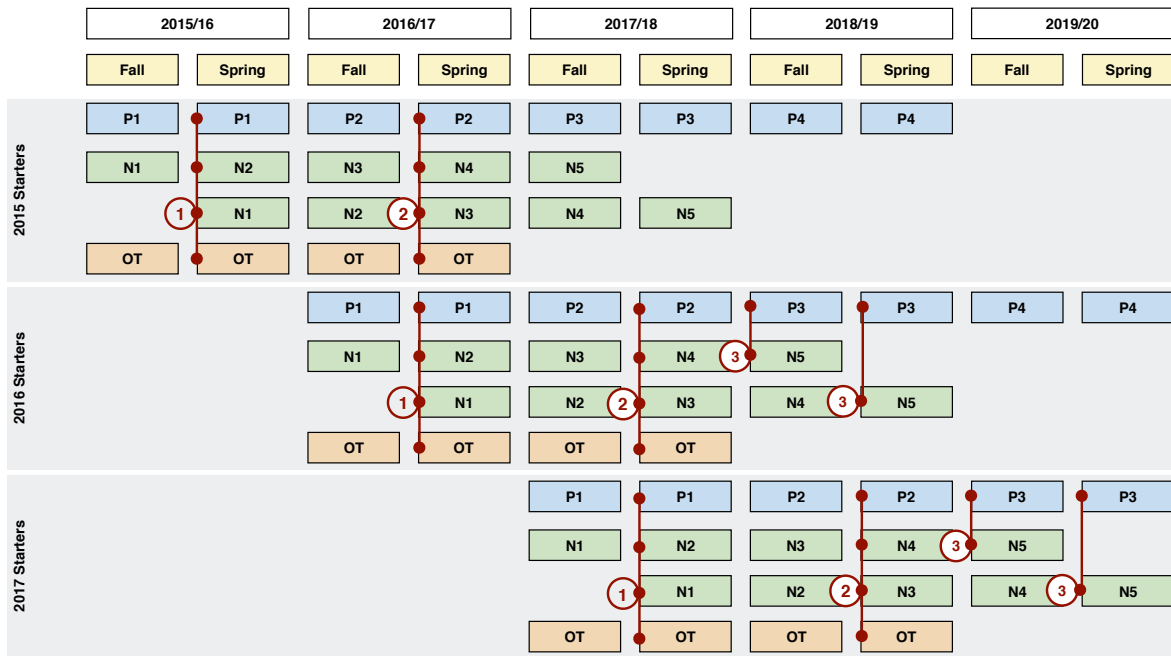 2015/16 2016/17 2017/18 2018/19 2019/20
Fall Spring Fall Spring Fall Spring Fall Spring Fall Spring
2015 Starters
P1 P1 P2 P2 P3 P3 P4 P4
N1 N2 N3 N4 N5
1 N1 N2 2 N3 N4 N5
OT OT OT OT
2016 Starters
P1 P1 P2 P2 P3 P3 P4 P4
N1 N2 N3 N4 3 N5
1 N1 N2 2 N3 N4 3 N5
OT OT OT OT
2017 Starters
P1 P1 P2 P2 P3 P3
N1 N2 N3 N4 3 N5
1 N1 N2 2 N3 N4 3 N5
OT OT OT OT